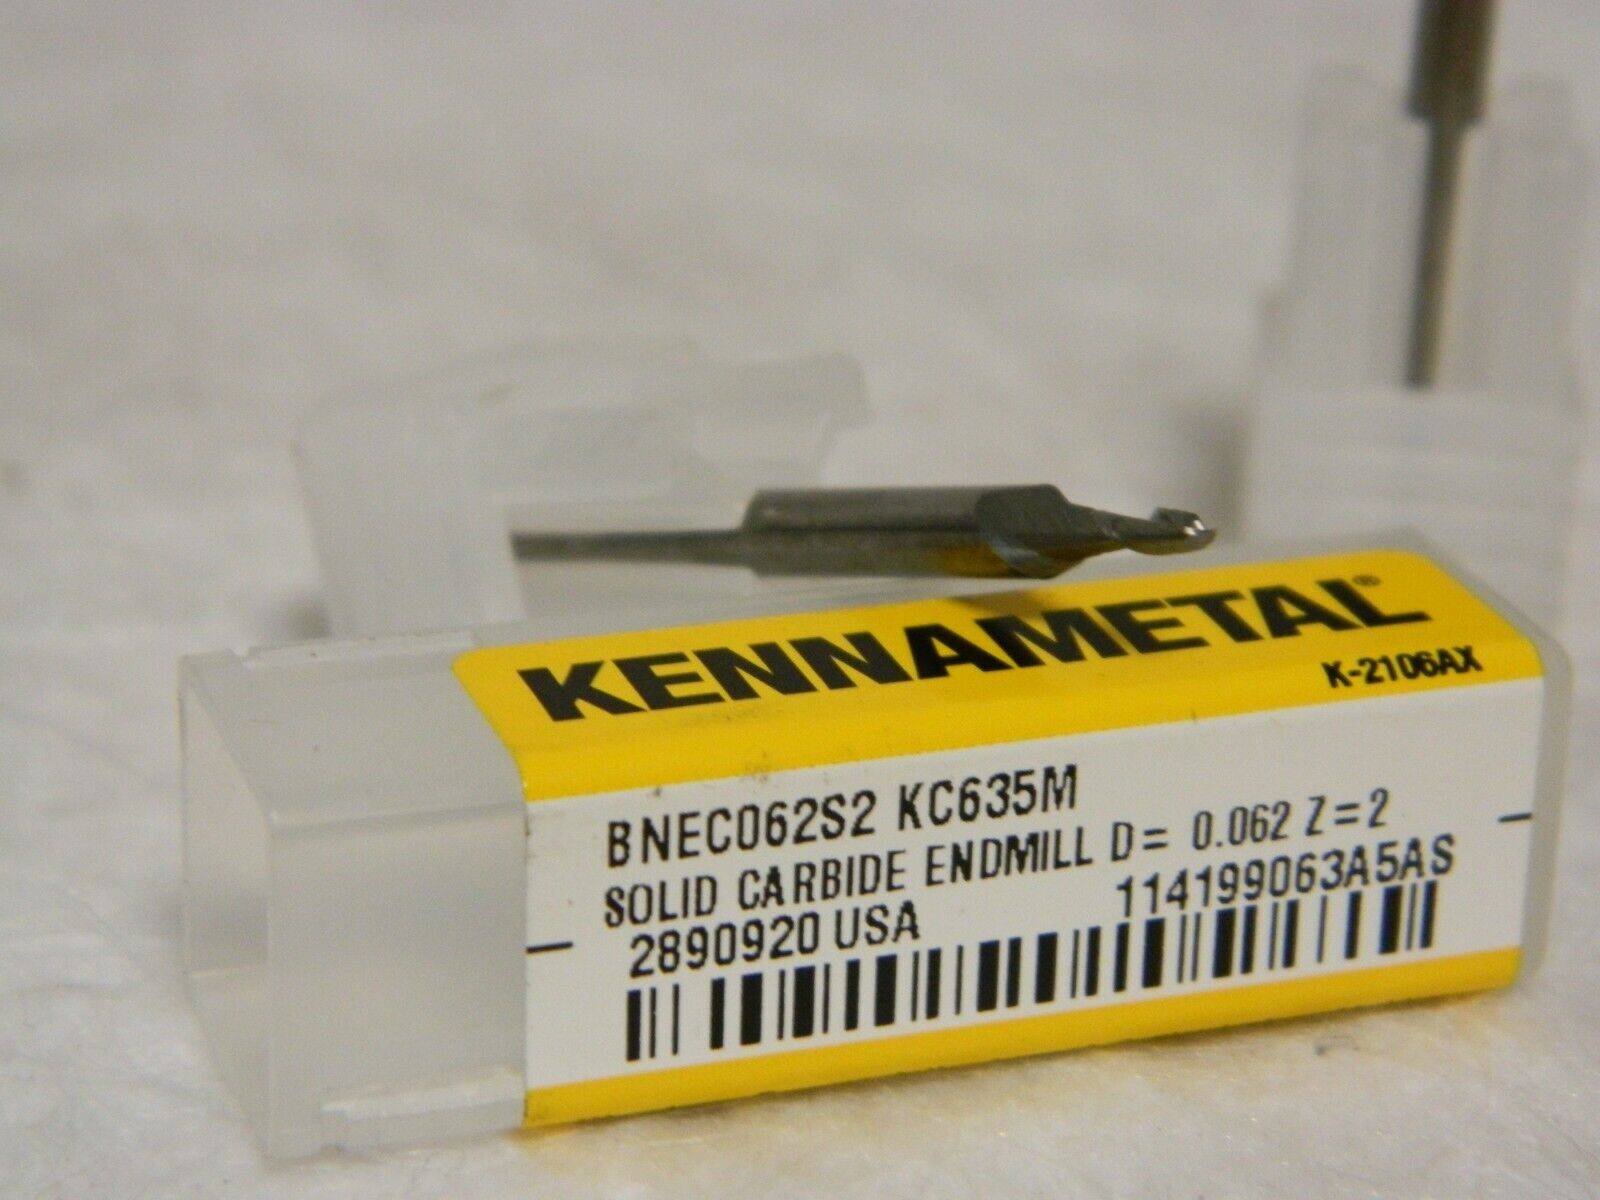 KENNAMETAL®
K-2106AX
BNEC062S2 KC635M
SOLID CARBIDE ENDMILL D= 0.062 Z=2
2890920 USA 114199063A5AS